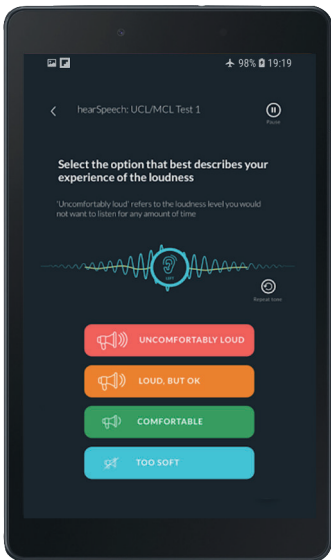 98% 19:19
hearSpeech: UCL/MCL Test 1
Pause
Select the option that best describes your
experience of the loudness
'Uncomfortably loud' refers to the loudness level you would
not want to listen for any amount of time
LEFT
Repeat tone
UNCOMFORTABLY LOUD
LOUD, BUT OK
COMFORTABLE
TOO SOFT